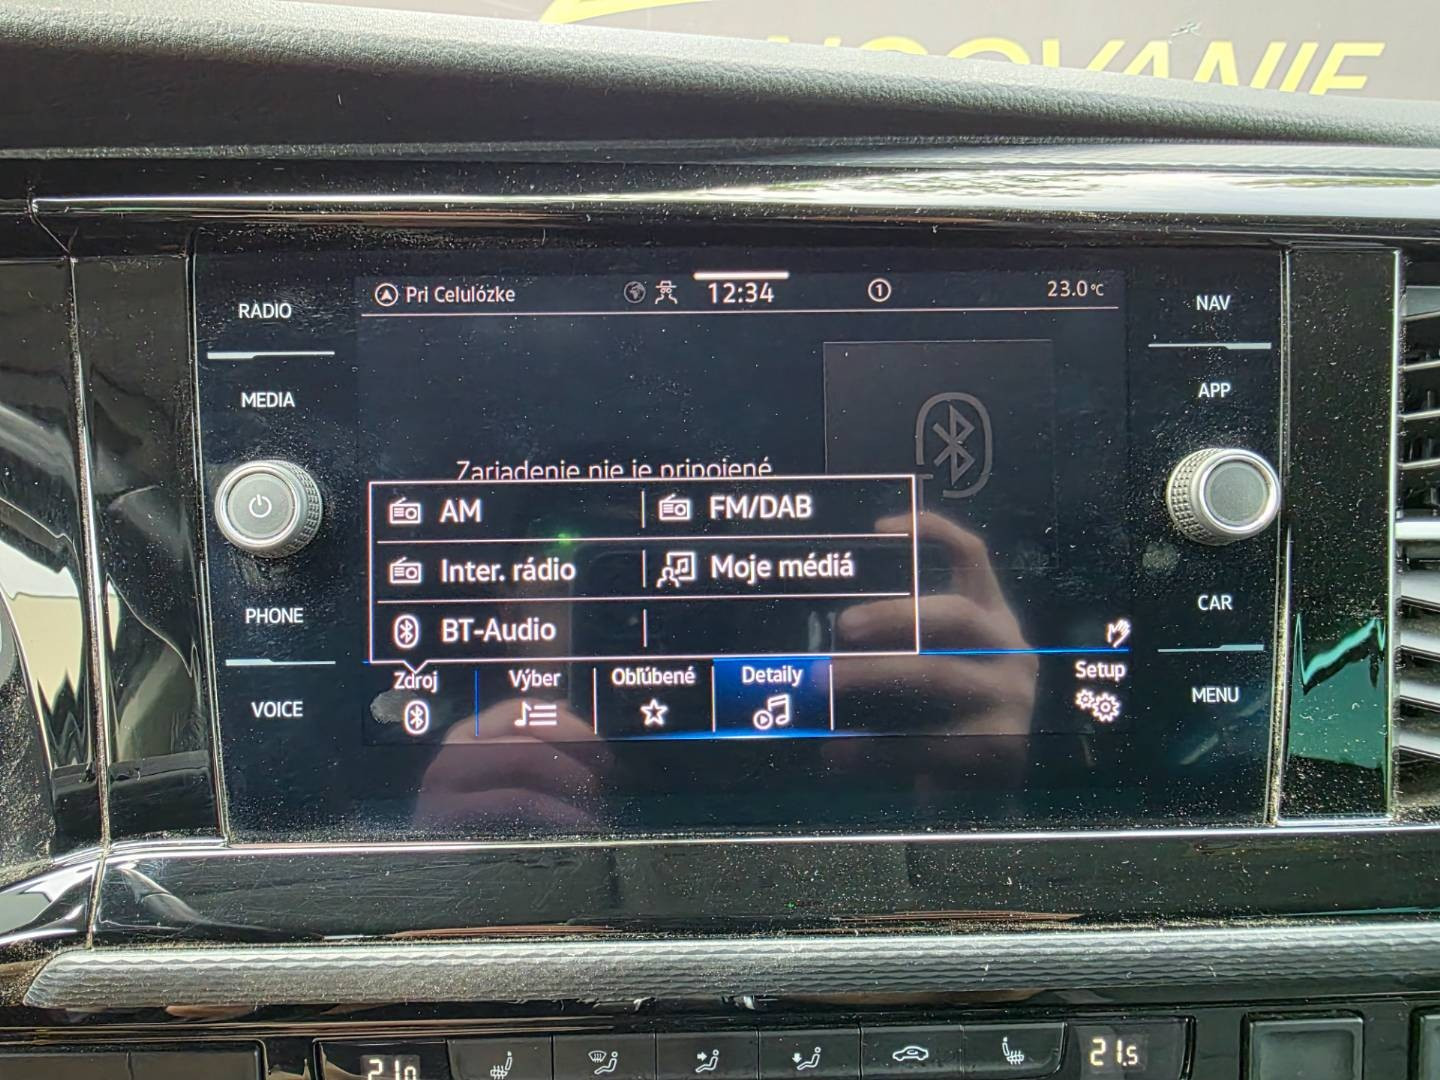 RADIO
MEDIA
PHONE
VOICE
Pri Celulózke
12:34
1
23.0°C
Zariadenie nie je pripojené
AM
FM/DAB
Inter. rádio
Moje médiá
BT-Audio
Zdroj
Výber
Obľúbené
Detaily
Setup
NAV
APP
CAR
MENU
21.0
21.5